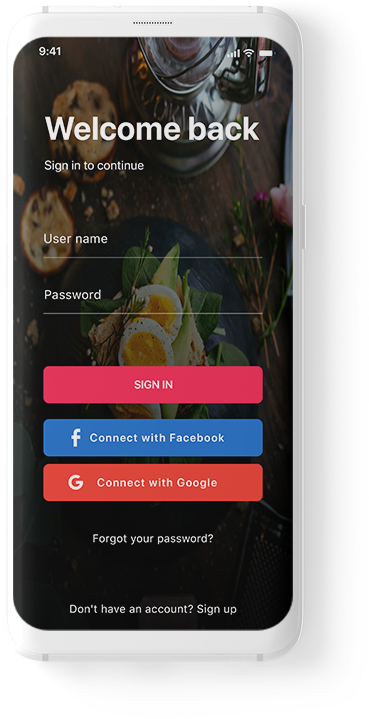 9:41
Welcome back
Sign in to continue
User name
Password
SIGN IN
f Connect with Facebook
G Connect with Google
Forgot your password?
Don't have an account? Sign up